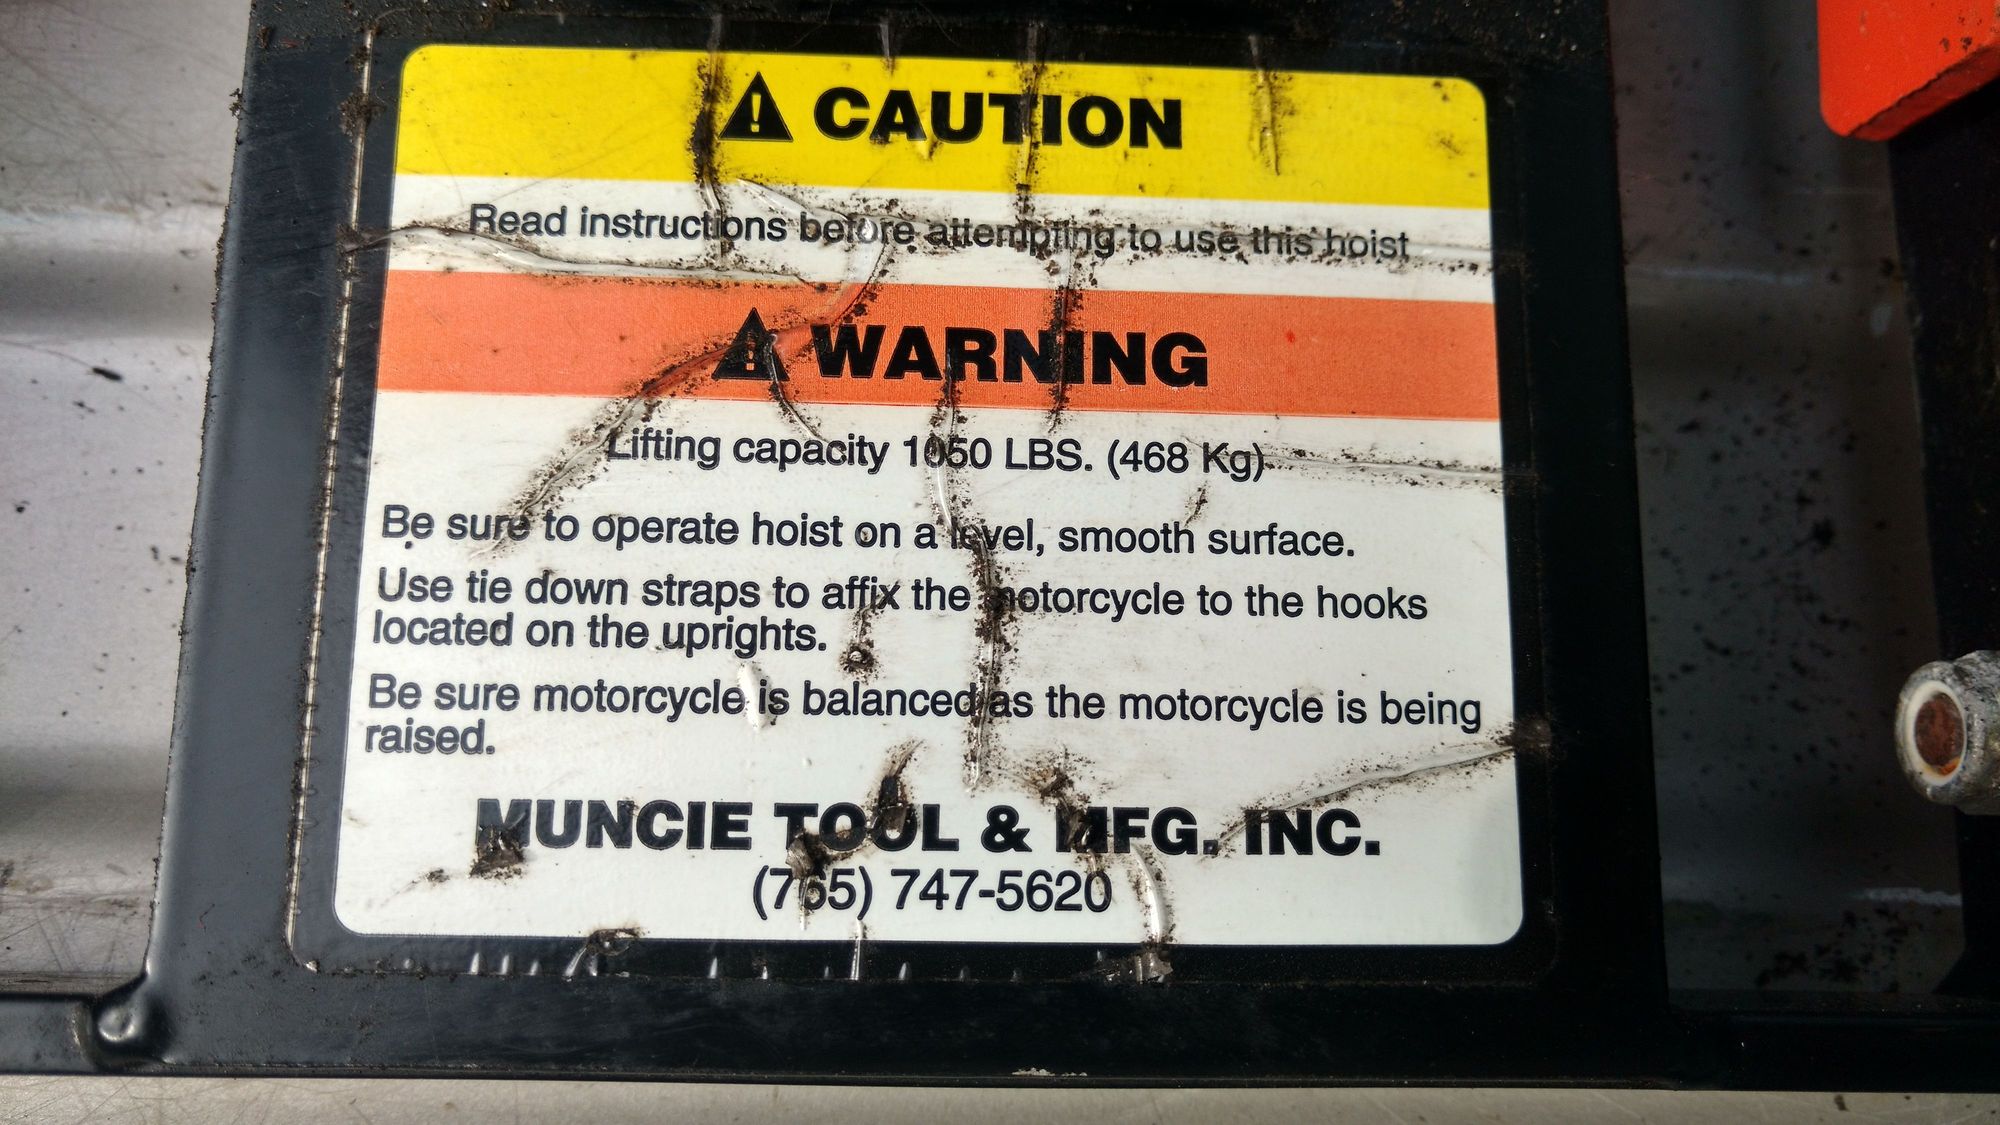 CAUTION
Read instructions before attempting to use this hoist
WARNING
Lifting capacity 1050 LBS. (468 Kg)
Be sure to operate hoist on a level, smooth surface.
Use tie down straps to affix the motorcycle to the hooks
located on the uprights.
Be sure motorcycle is balanced as the motorcycle is being
raised.
MUNCIE TOOL & MFG. INC.
(765) 747-5620